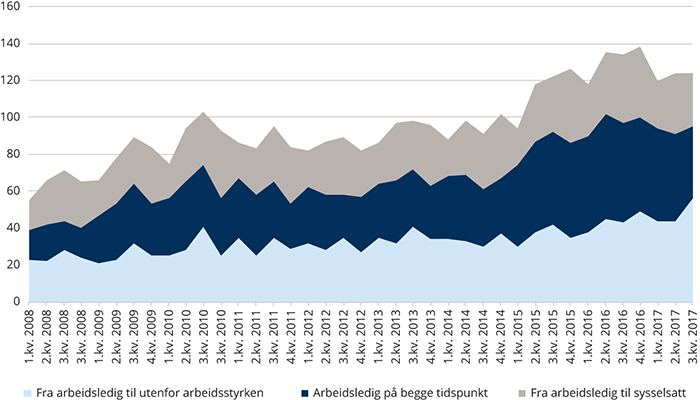 160
140
120
100
80
60
40
20
0
1.kv. 2008
2.kv. 2008
3.kv. 2008
3.kv. 2008
1.kv. 2009
2.kv. 2009
3.kv. 2009
4.kv. 2009
1.kv. 2010
2.kv. 2010
3.kv. 2010
4.kv. 2010
1.kv. 2011
2.kv. 2011
3.kv. 2011
4.kv. 2011
1.kv. 2012
2.kv. 2012
3.kv. 2012
4.kv. 2012
1.kv. 2013
2.kv. 2013
3.kv. 2013
4.kv. 2013
1.kv. 2014
2.kv. 2014
3.kv. 2014
4.kv. 2014
1.kv. 2015
2.kv. 2015
3.kv. 2015
4.kv. 2015
1.kv. 2016
2.kv. 2016
3.kv. 2016
4.kv. 2016
1.kv. 2017
2.kv. 2017
3.kv. 2017
Fra arbeidsledig til utenfor arbeidsstyrken
Arbeidsledig på begge tidspunkt
Fra arbeidsledig til sysselsatt